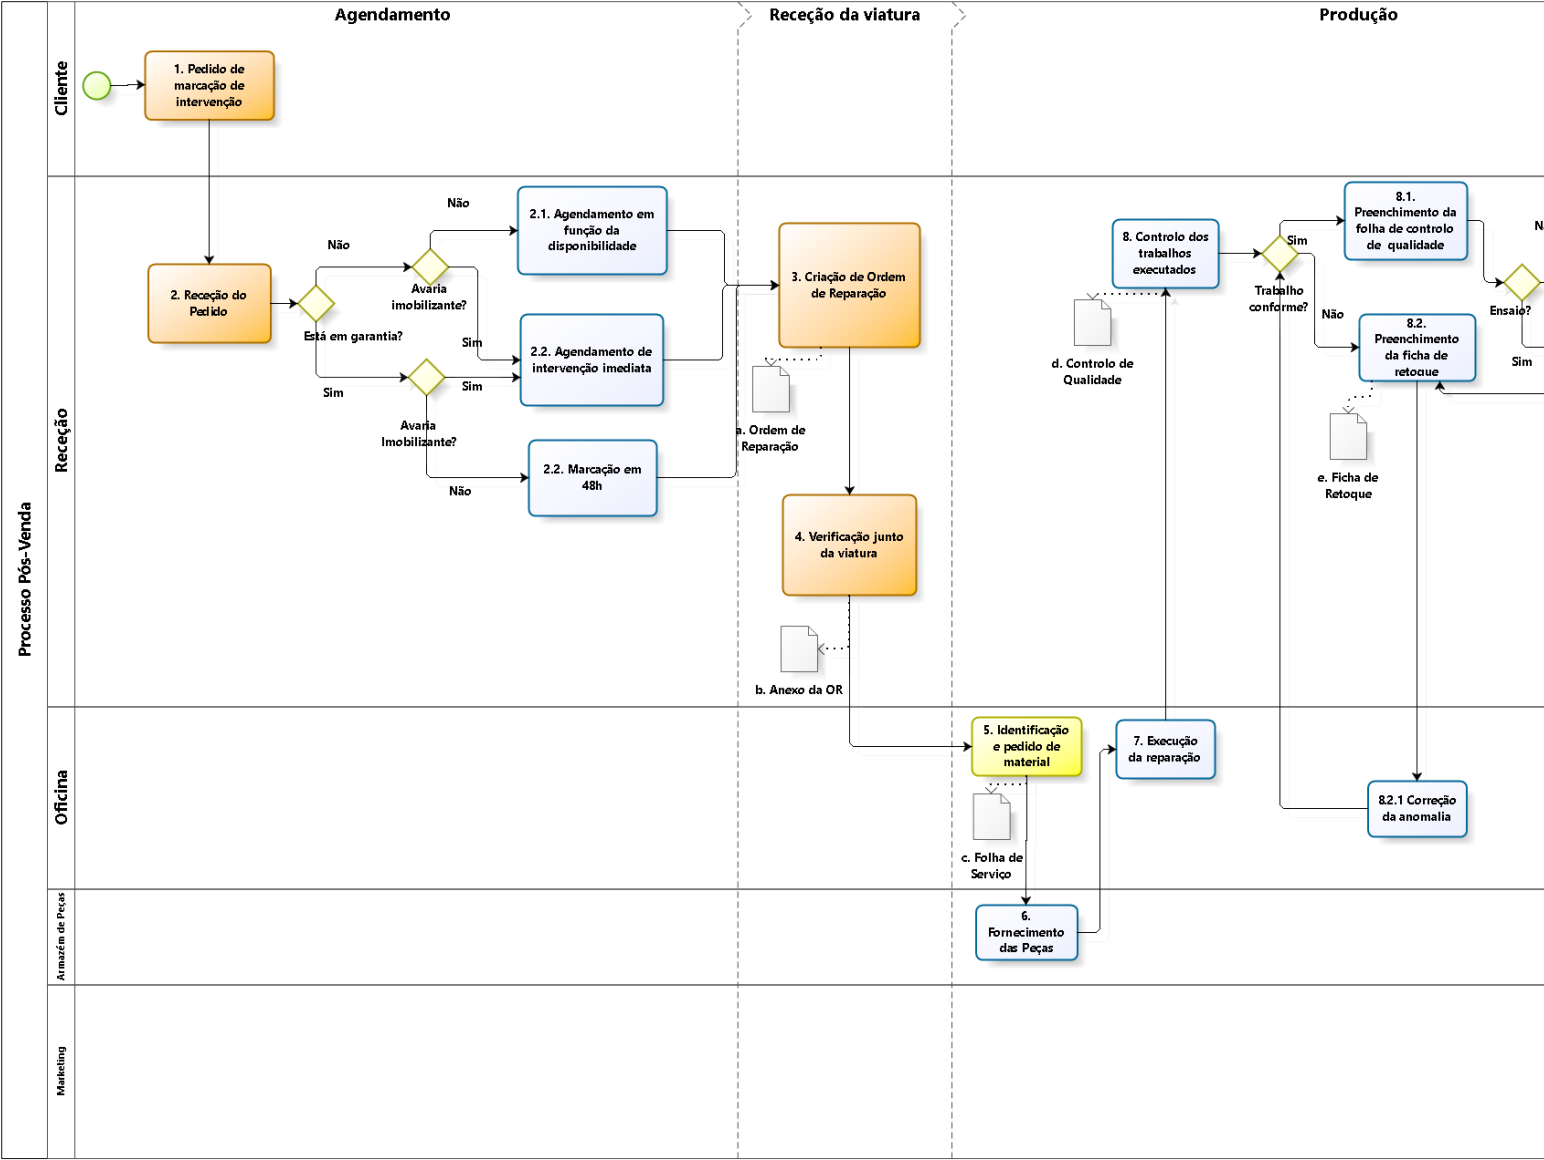 Agendamento
Receção da viatura
Produção
Processo Pós-Venda
Cliente
1. Pedido de
marcação de
intervenção
Receção
2. Receção do
Pedido
Está em garantia?
Não
Sim
Avaria
imobilizante?
Não
Sim
Avaria
Imobilizante?
Sim
Não
2.1. Agendamento em
função da
disponibilidade
2.2. Agendamento de
intervenção imediata
2.2. Marcação em
48h
3. Criação de Ordem
de Reparação
a. Ordem de
Reparação
4. Verificação junto
da viatura
b. Anexo da OR
8. Controlo dos
trabalhos
executados
d. Controlo de
Qualidade
Trabalho
conforme?
Sim
Não
8.1.
Preenchimento da
folha de controlo
de qualidade
8.2.
Preenchimento
da ficha de
retoque
e. Ficha de
Retoque
Ensaio?
Sim
Oficina
5. Identificação
e pedido de
material
c. Folha de
Serviço
7. Execução
da reparação
8.2.1 Correção
da anomalia
Armazém de Peças
6.
Fornecimento
das Peças
Marketing